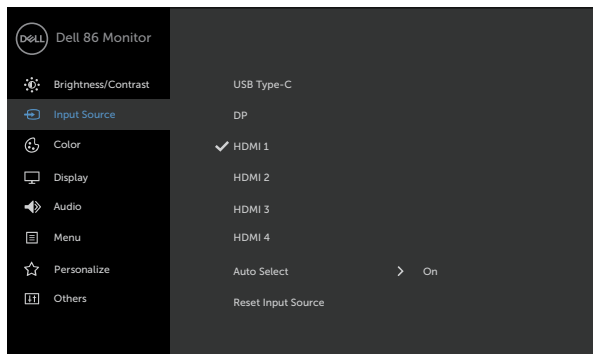 DELL Dell 86 Monitor
Brightness/Contrast
Input Source
Color
Display
Audio
Menu
Personalize
Others
USB Type-C
DP
HDMI 1
HDMI 2
HDMI 3
HDMI 4
Auto Select > On
Reset Input Source